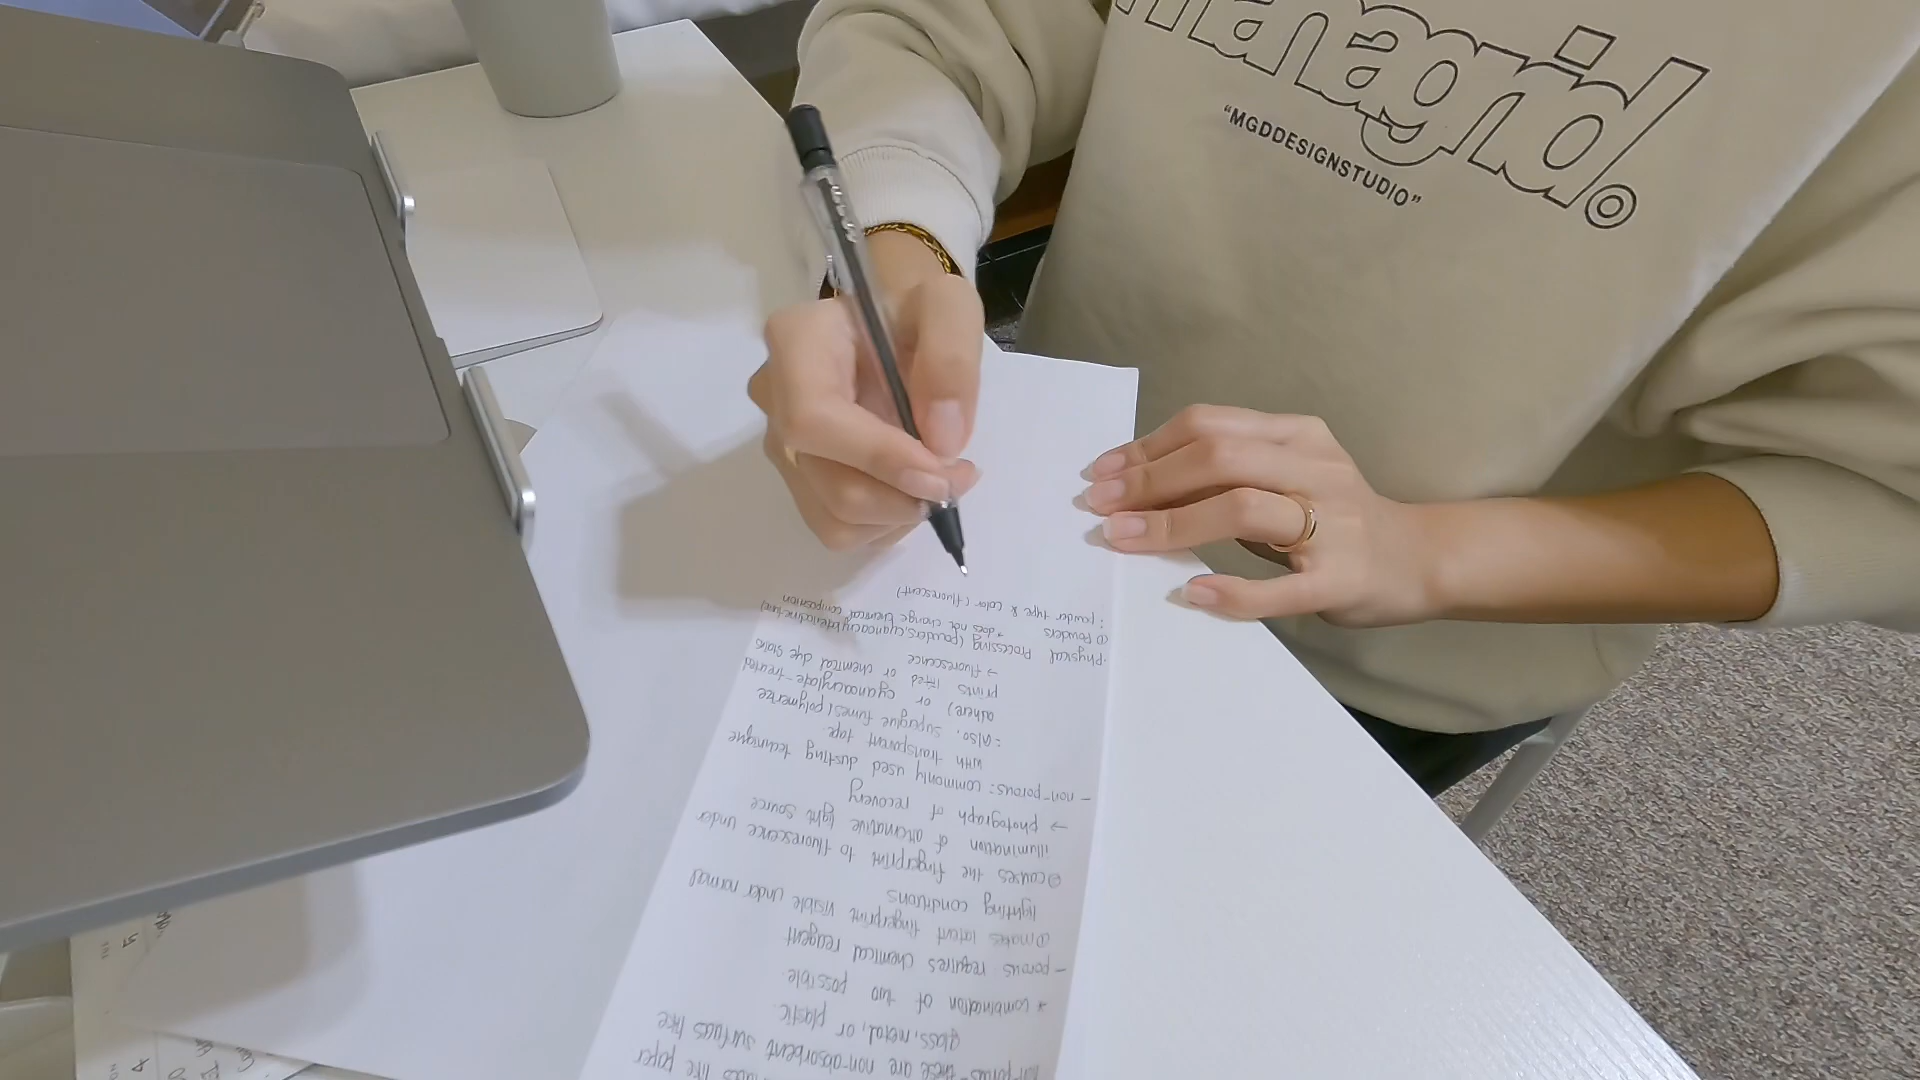 managrid.
"MGDDESIGNSTUDIO"
like paper
these are non-absorbent surfaces like
glass, metal, or plastic.
* combination of two possible.
- porous requires chemical reagent
① makes latent fingerprint visible under normal
lighting conditions
② causes the fingerprint to fluorescence under
illumination of alternative light source
→ photograph of recovery
- non-porous: commonly used dusting technique
with transparent tape.
= also, superglue fumes (polymerize
adhere) or cyanoacrylate-treated
prints or chemical dye stains
→ fluorescence
· physical processing (powders, cyanoacrylate
① Powders * does not change chemical composition
: powder type & color (fluorescent)